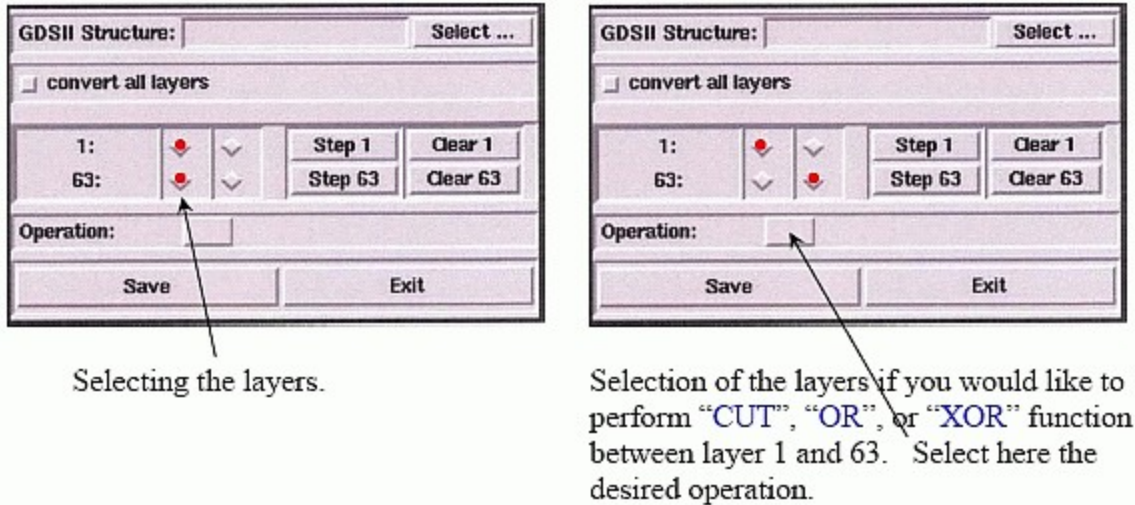 GDSII Structure: Select ...
convert all layers
1: Step 1 Clear 1
63: Step 63 Clear 63
Operation:
Save Exit
Selecting the layers.
GDSII Structure: Select ...
convert all layers
1: Step 1 Clear 1
63: Step 63 Clear 63
Operation:
Save Exit
Selection of the layers if you would like to
perform “CUT”, “OR”, or “XOR” function
between layer 1 and 63. Select here the
desired operation.